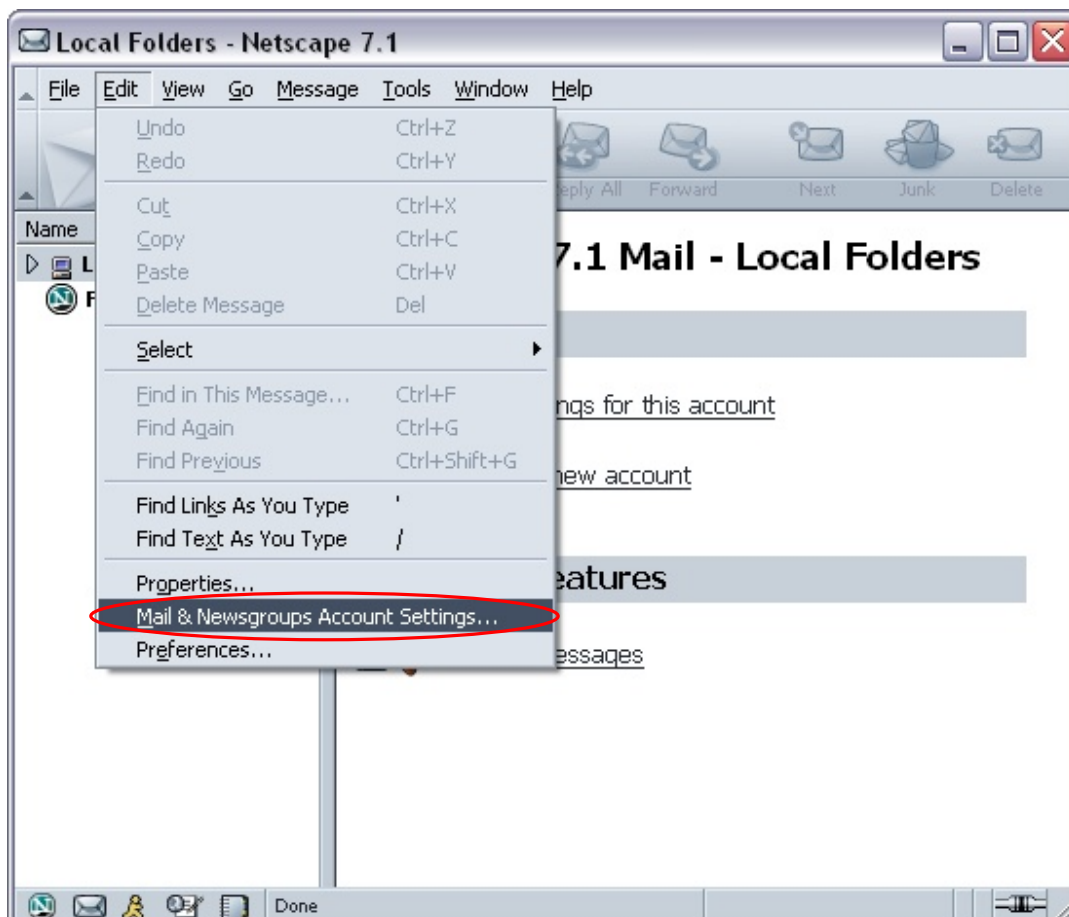 Local Folders - Netscape 7.1
File Edit View Go Message Tools Window Help
Undo Ctrl+Z
Redo Ctrl+Y
Cut Ctrl+X
Copy Ctrl+C
Paste Ctrl+V
Delete Message Del
Select
Find in This Message... Ctrl+F
Find Again Ctrl+G
Find Previous Ctrl+Shift+G
Find Links As You Type '
Find Text As You Type /
Properties...
Mail & Newsgroups Account Settings...
Preferences...
eply All Forward Next Junk Delete
Name
L
F
7.1 Mail - Local Folders
ngs for this account
new account
eatures
essages
Done